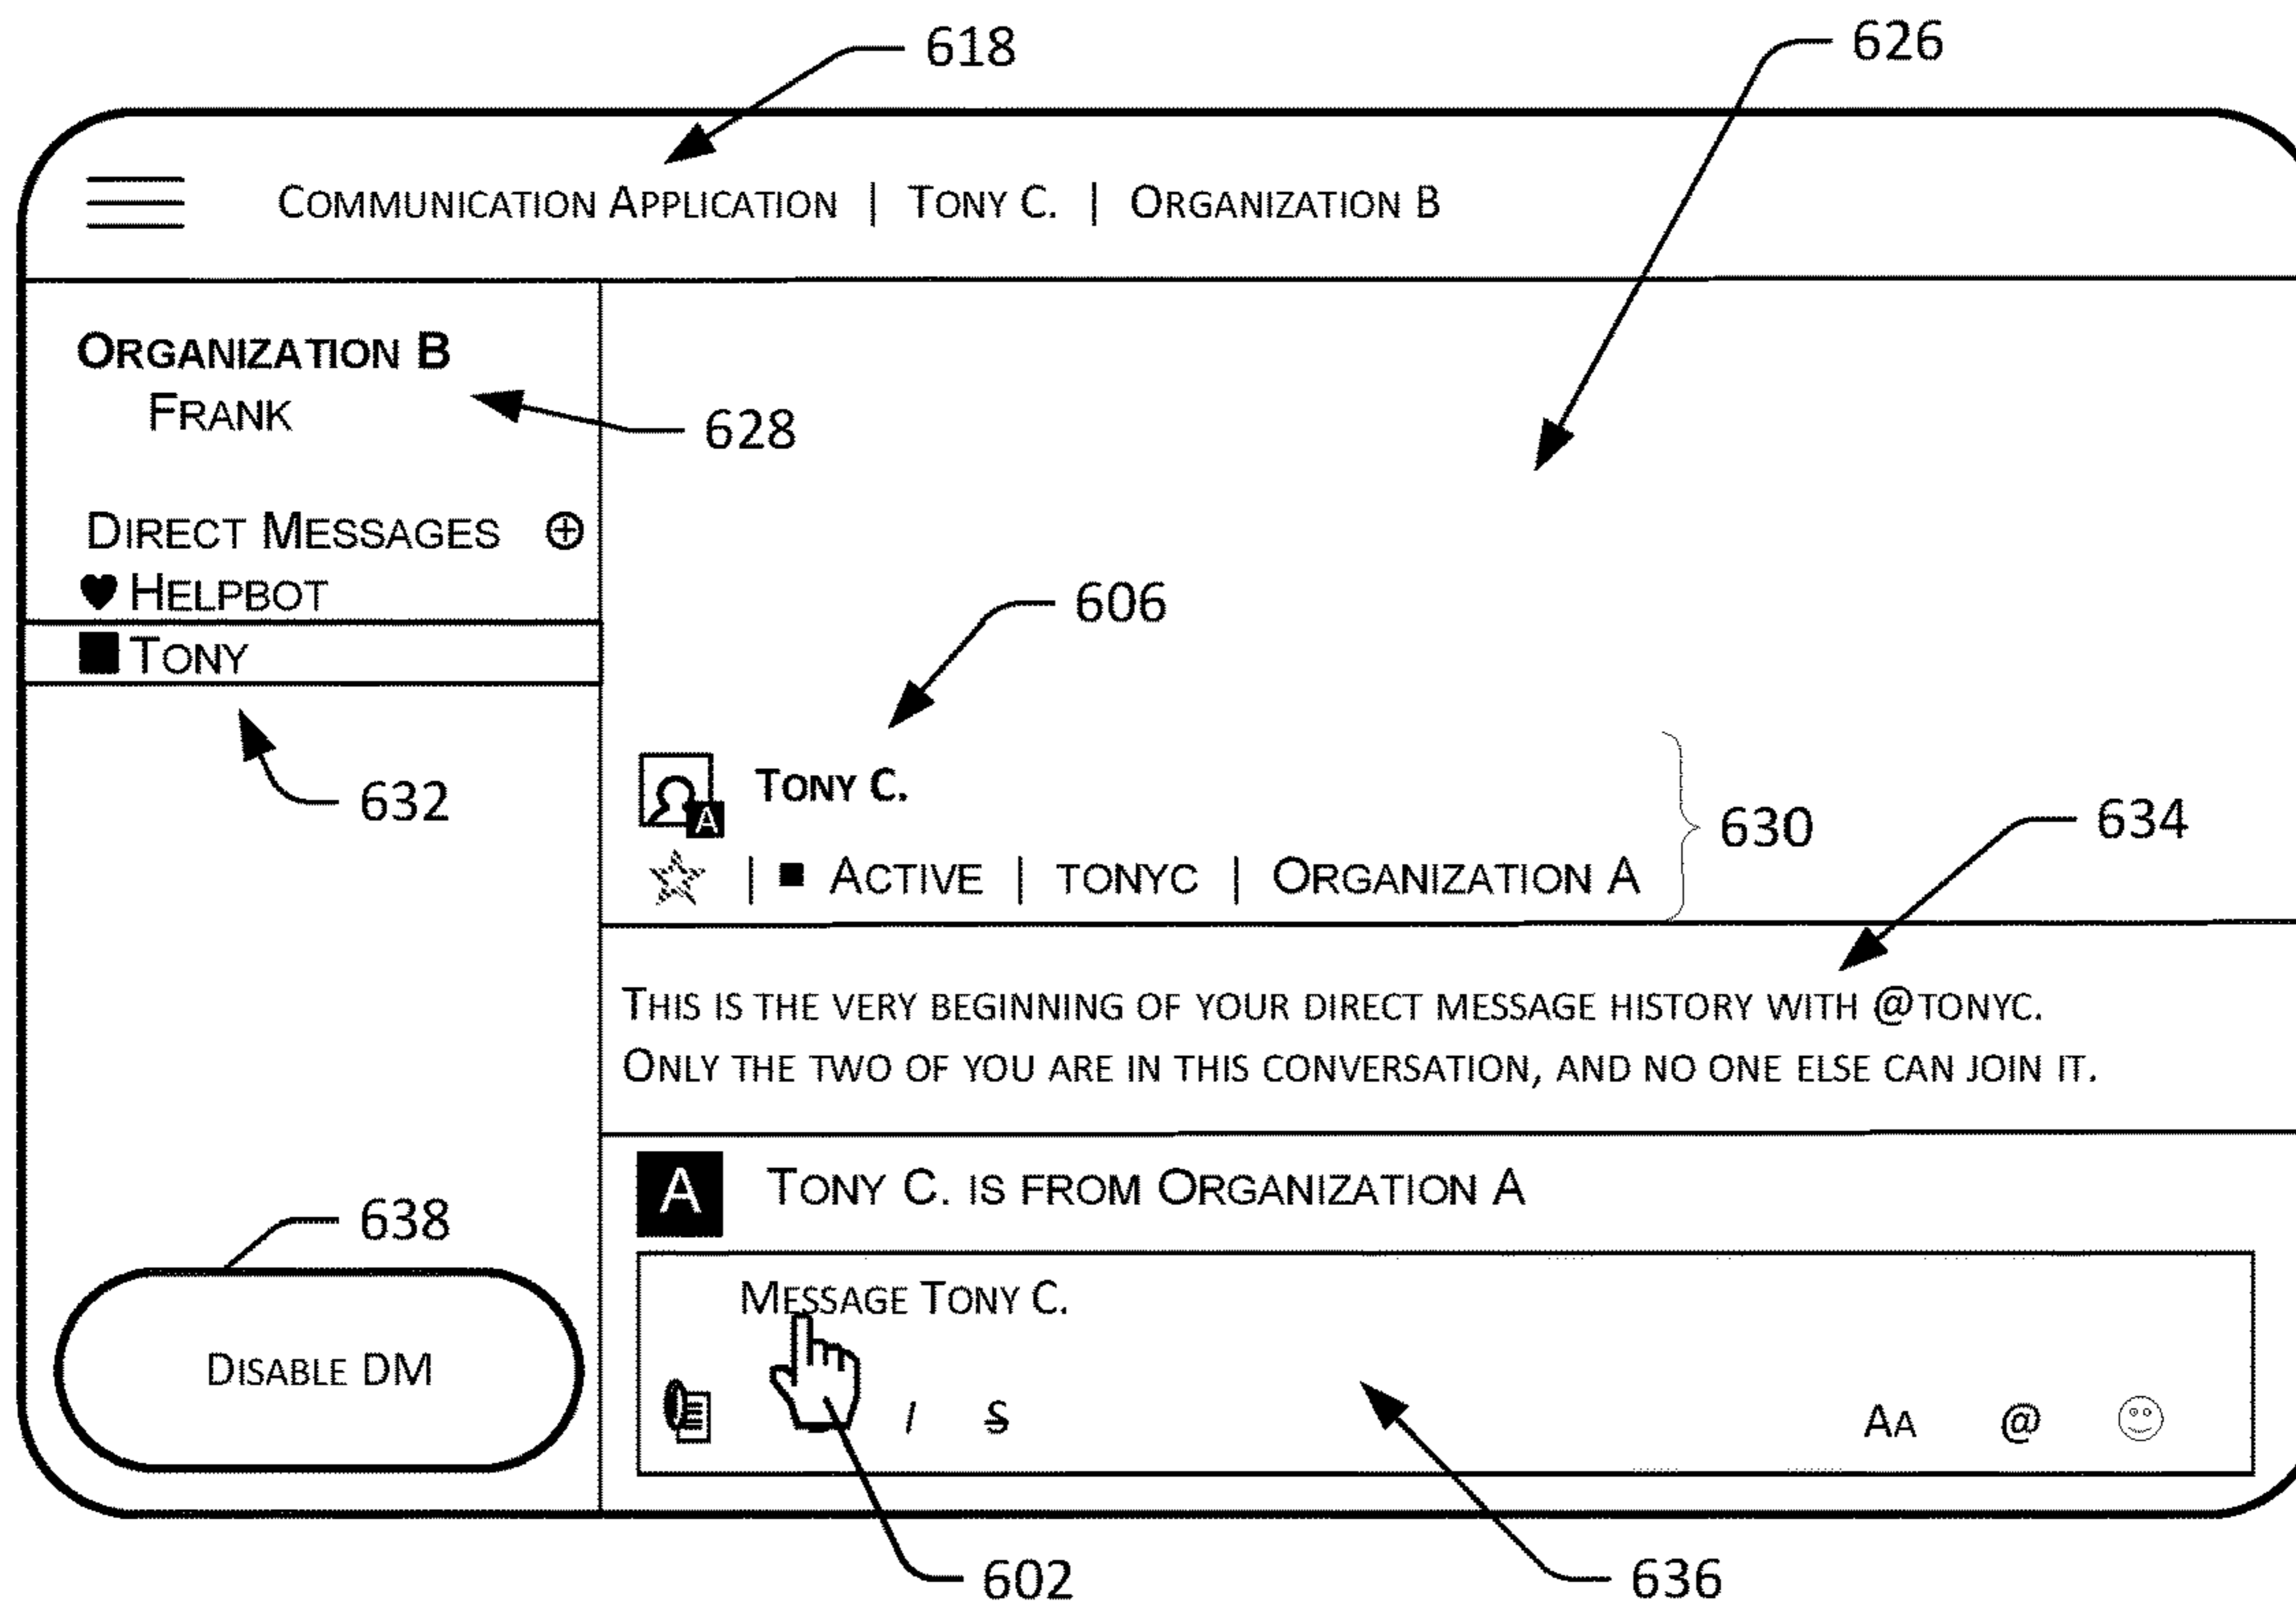 618
626
Communication Application | Tony C. | Organization B
Organization B
Frank
628
Direct Messages ⊕
♥ Helpbot
■ Tony
632
606
A
Tony C.
■ Active | tonyc | Organization A
630
634
This is the very beginning of your direct message history with @tonyc.
Only the two of you are in this conversation, and no one else can join it.
A Tony C. is from Organization A
638
Disable DM
Message Tony C.
I S Aa @
602
636